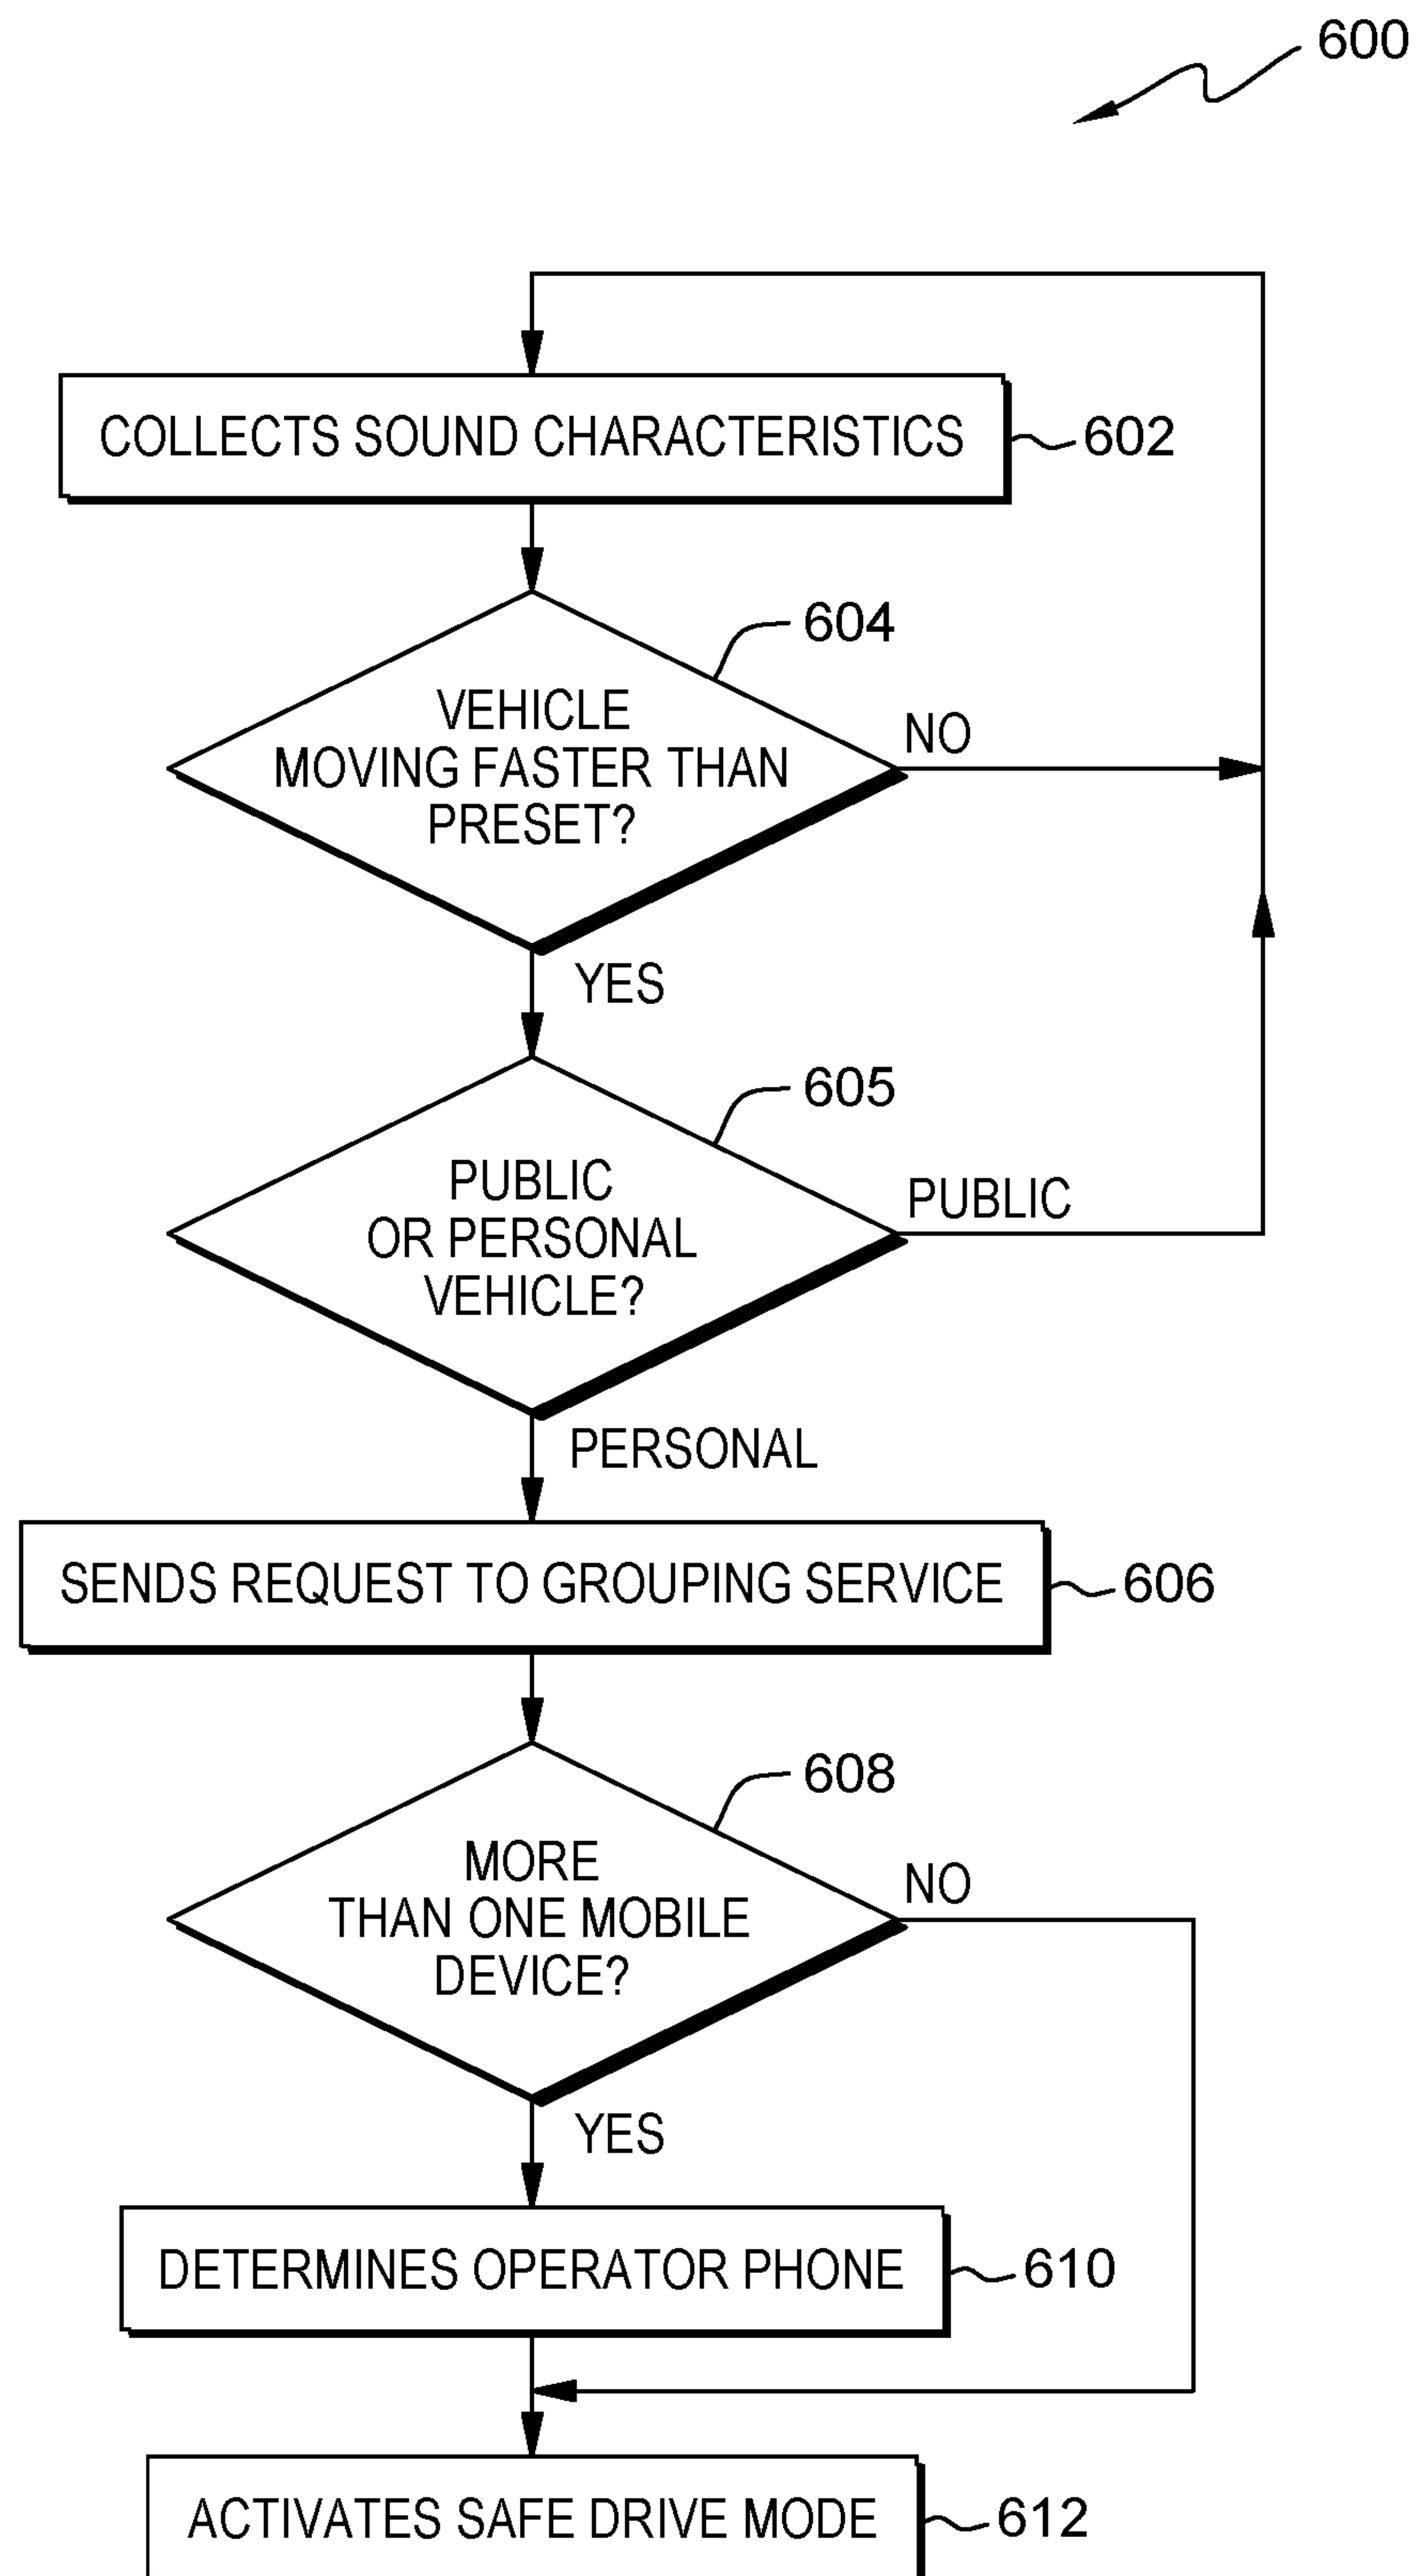 600
COLLECTS SOUND CHARACTERISTICS
602
604
VEHICLE
MOVING FASTER THAN
PRESET?
NO
YES
605
PUBLIC
OR PERSONAL
VEHICLE?
PUBLIC
PERSONAL
SENDS REQUEST TO GROUPING SERVICE
606
608
MORE
THAN ONE MOBILE
DEVICE?
NO
YES
DETERMINES OPERATOR PHONE
610
ACTIVATES SAFE DRIVE MODE
612